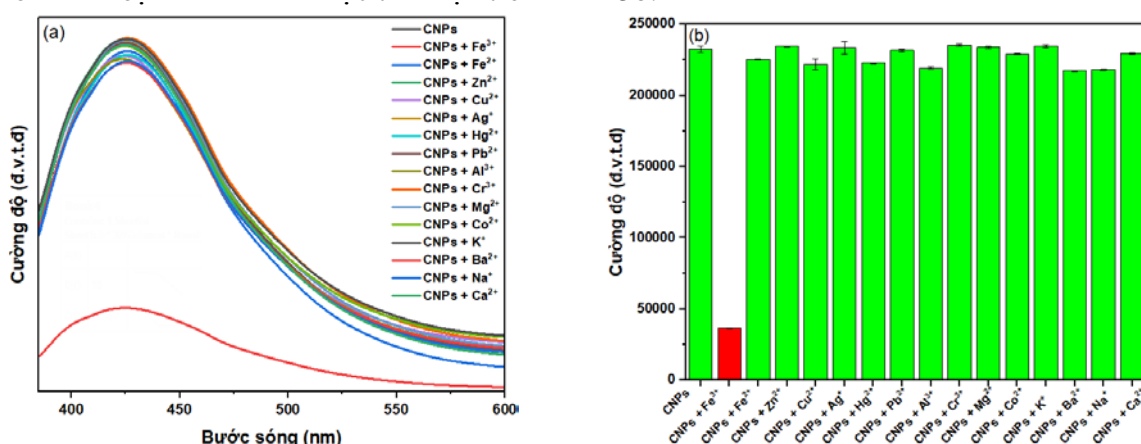 (a)
CNPs
CNPs + Fe³⁺
CNPs + Fe²⁺
CNPs + Zn²⁺
CNPs + Cu²⁺
CNPs + Ag⁺
CNPs + Hg²⁺
CNPs + Pb²⁺
CNPs + Al³⁺
CNPs + Cr³⁺
CNPs + Mg²⁺
CNPs + Co²⁺
CNPs + K⁺
CNPs + Ba²⁺
CNPs + Na⁺
CNPs + Ca²⁺
Cường độ (d.v.t.d)
400
450
500
550
600
Bước sóng (nm)
(b)
250000
200000
150000
100000
50000
0
Cường độ (d.v.t.d)
CNPs
CNPs + Fe³⁺
CNPs + Fe²⁺
CNPs + Zn²⁺
CNPs + Cu²⁺
CNPs + Ag⁺
CNPs + Hg²⁺
CNPs + Pb²⁺
CNPs + Al³⁺
CNPs + Cr³⁺
CNPs + Mg²⁺
CNPs + Co²⁺
CNPs + K⁺
CNPs + Ba²⁺
CNPs + Na⁺
CNPs + Ca²⁺